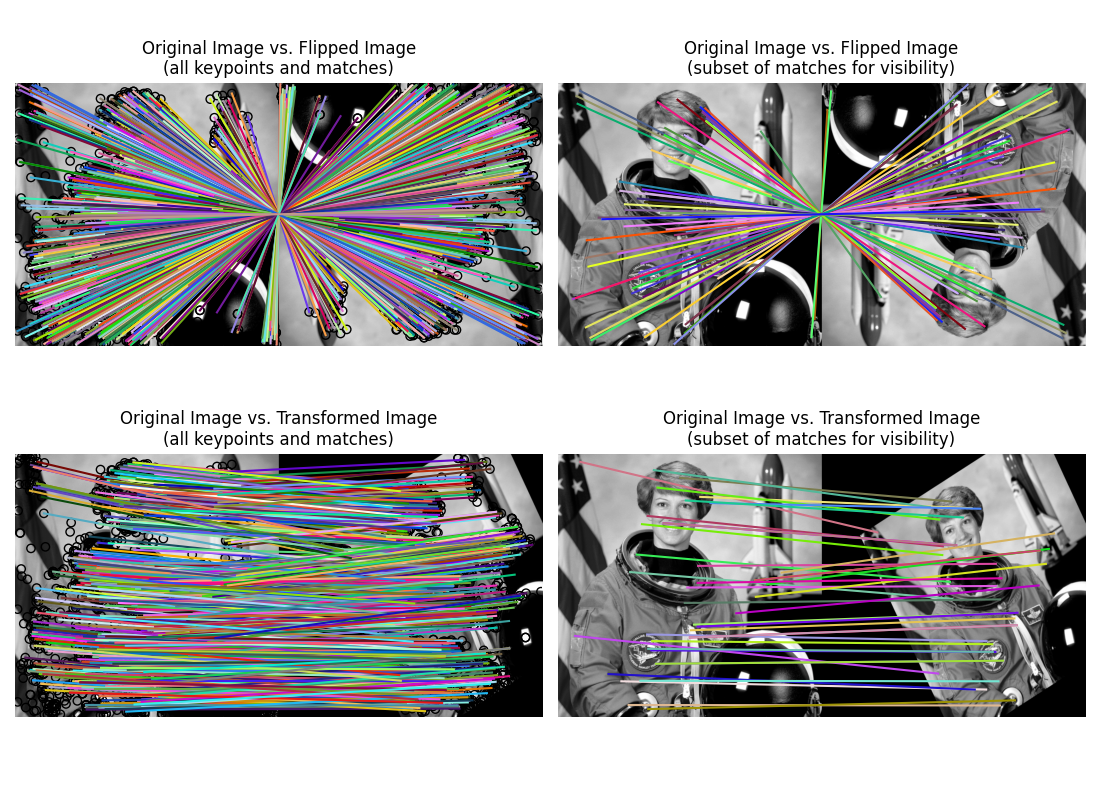 Original Image vs. Flipped Image
(all keypoints and matches)
Original Image vs. Flipped Image
(subset of matches for visibility)
Original Image vs. Transformed Image
(all keypoints and matches)
Original Image vs. Transformed Image
(subset of matches for visibility)